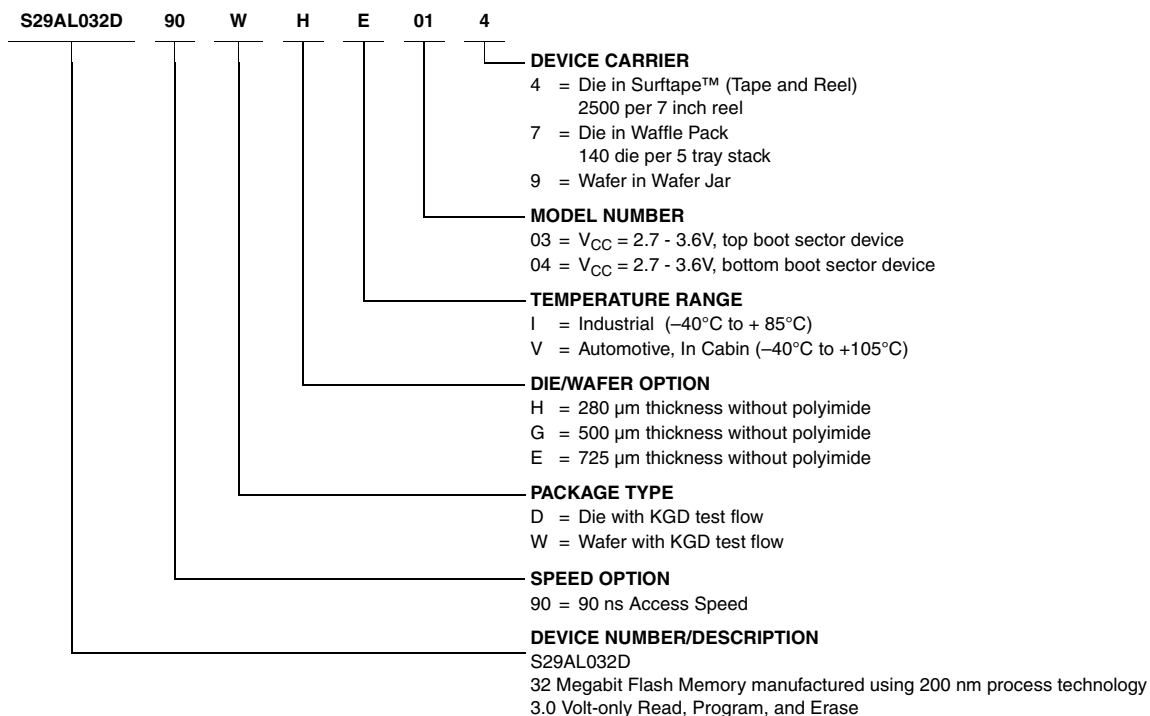 S29AL032D 90 W H E 01 4
DEVICE CARRIER
4 = Die in Surftape™ (Tape and Reel)
2500 per 7 inch reel
7 = Die in Waffle Pack
140 die per 5 tray stack
9 = Wafer in Wafer Jar
MODEL NUMBER
03 = VCC = 2.7 - 3.6V, top boot sector device
04 = VCC = 2.7 - 3.6V, bottom boot sector device
TEMPERATURE RANGE
I = Industrial (–40°C to + 85°C)
V = Automotive, In Cabin (–40°C to +105°C)
DIE/WAFER OPTION
H = 280 µm thickness without polyimide
G = 500 µm thickness without polyimide
E = 725 µm thickness without polyimide
PACKAGE TYPE
D = Die with KGD test flow
W = Wafer with KGD test flow
SPEED OPTION
90 = 90 ns Access Speed
DEVICE NUMBER/DESCRIPTION
S29AL032D
32 Megabit Flash Memory manufactured using 200 nm process technology
3.0 Volt-only Read, Program, and Erase